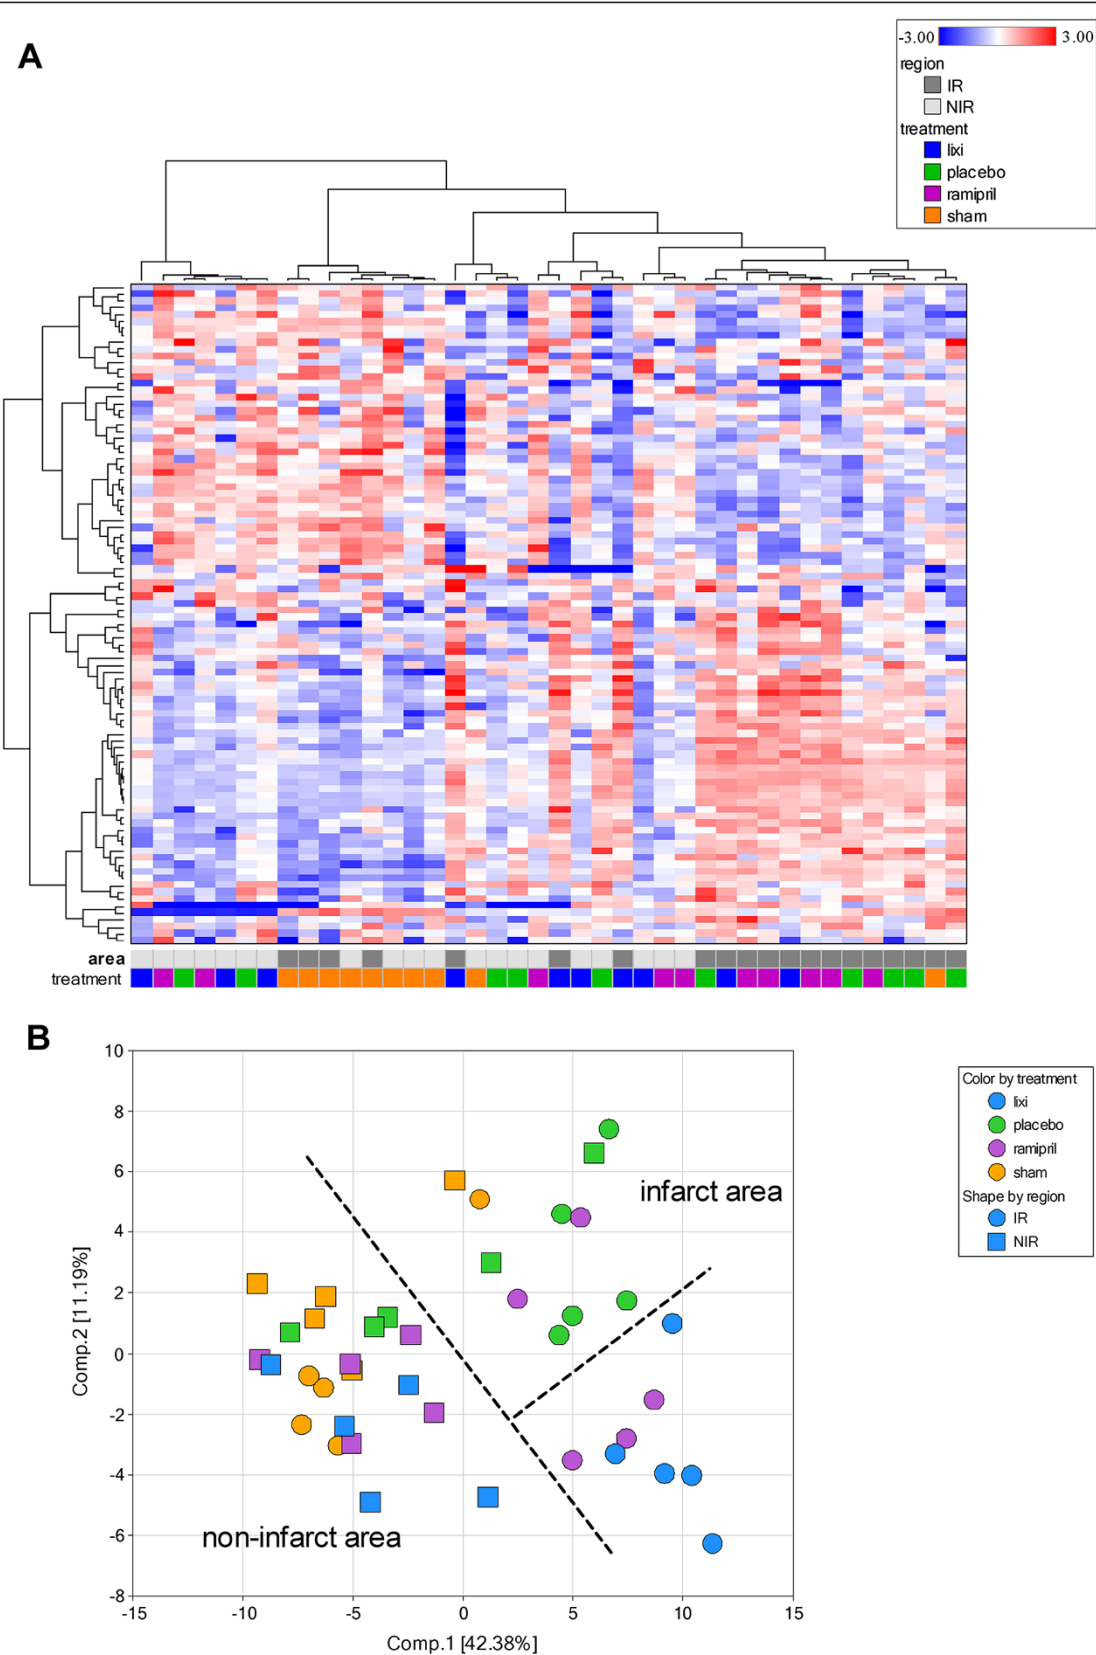 A
-3.00 3.00
region
IR
NIR
treatment
lixi
placebo
ramipril
sham
area
treatment
B
10
8
6
4
2
0
-2
-4
-6
-8
-15 -10 -5 0 5 10 15
Comp.2 [11.19%]
Comp.1 [42.38%]
infarct area
non-infarct area
Color by treatment
lixi
placebo
ramipril
sham
Shape by region
IR
NIR